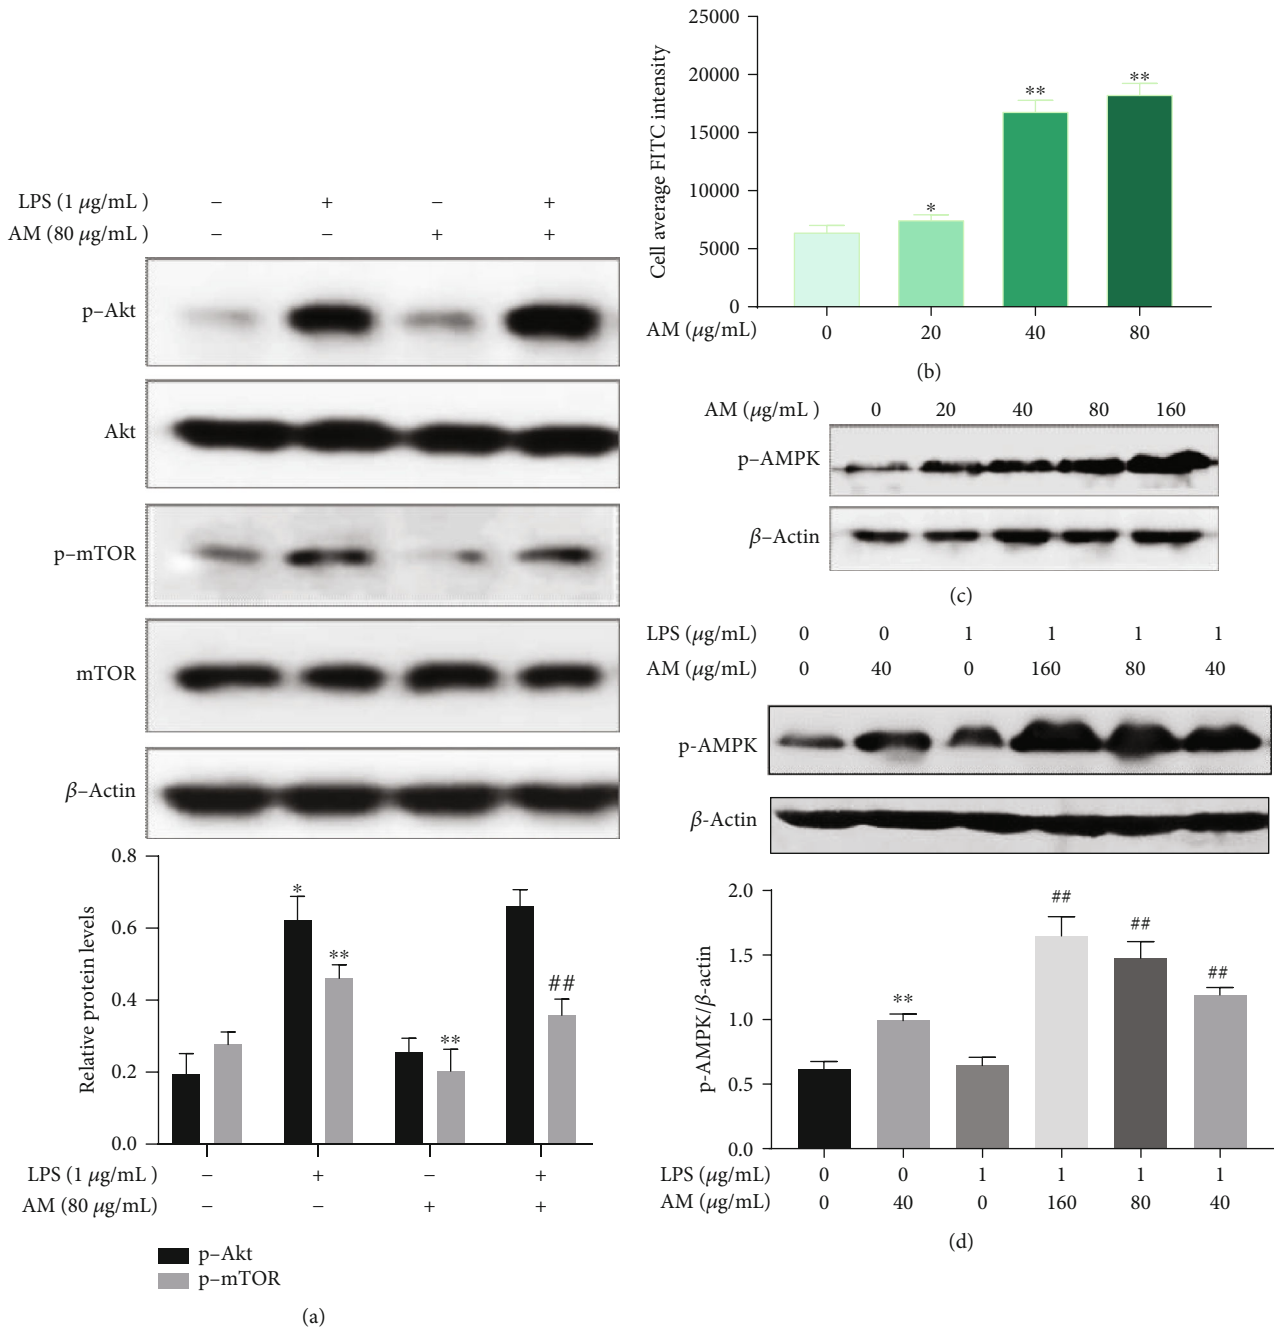 LPS (1 μg/mL ) − + − +
AM (80 μg/mL ) − − + +
p–Akt
Akt
p–mTOR
mTOR
β–Actin
0.8
0.6
0.4
0.2
0.0
Relative protein levels
* ** ** ##
LPS (1 μg/mL ) − + − +
AM (80 μg/mL) − − + +
p–Akt
p–mTOR
(a)
25000
20000
15000
10000
5000
0
Cell average FITC intensity
* ** **
AM (μg/mL) 0 20 40 80
(b)
AM (μg/mL ) 0 20 40 80 160
p–AMPK
β–Actin
(c)
LPS (μg/mL) 0 0 1 1 1 1
AM (μg/mL) 0 40 0 160 80 40
p-AMPK
β-Actin
2.0
1.5
1.0
0.5
0.0
p-AMPK/β-actin
** ## ## ##
LPS (μg/mL) 0 0 1 1 1 1
AM (μg/mL) 0 40 0 160 80 40
(d)